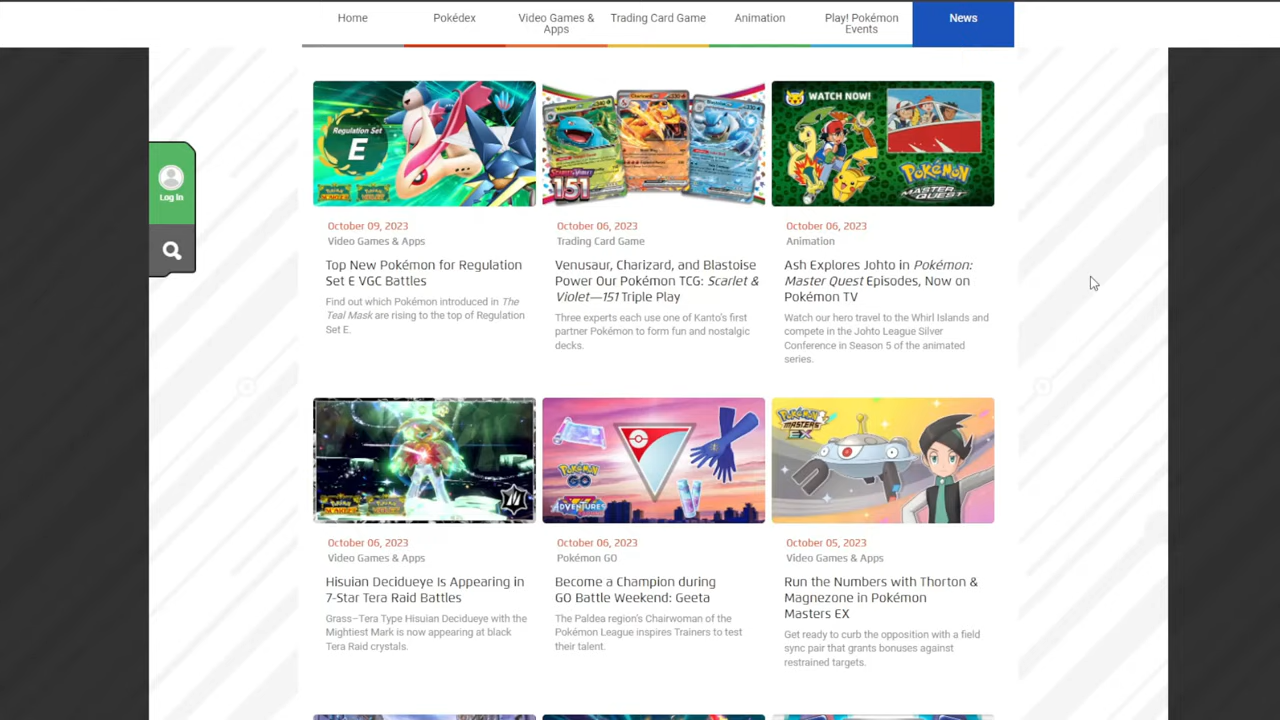 Home
Pokédex
Video Games &
Apps
Trading Card Game
Animation
Play! Pokémon
Events
News
Log In
Regulation Set
E
151
WATCH NOW!
POKéMON
MASTER QUEST
October 09, 2023
Video Games & Apps
Top New Pokémon for Regulation
Set E VGC Battles
Find out which Pokémon introduced in The
Teal Mask are rising to the top of Regulation
Set E.
October 06, 2023
Trading Card Game
Venusaur, Charizard, and Blastoise
Power Our Pokémon TCG: Scarlet &
Violet—151 Triple Play
Three experts each use one of Kanto's first
partner Pokémon to form fun and nostalgic
decks.
October 06, 2023
Animation
Ash Explores Johto in Pokémon:
Master Quest Episodes, Now on
Pokémon TV
Watch our hero travel to the Whirl Islands and
compete in the Johto League Silver
Conference in Season 5 of the animated
series.
POKéMON
GO
ADVENTURES
POKéMON
MASTERS
EX
October 06, 2023
Video Games & Apps
Hisuian Decidueye Is Appearing in
7-Star Tera Raid Battles
Grass–Tera Type Hisuian Decidueye with the
Mightiest Mark is now appearing at black
Tera Raid crystals.
October 06, 2023
Pokémon GO
Become a Champion during
GO Battle Weekend: Geeta
The Paldea region's Chairwoman of the
Pokémon League inspires Trainers to test
their talent.
October 05, 2023
Video Games & Apps
Run the Numbers with Thorton &
Magnezone in Pokémon
Masters EX
Get ready to curb the opposition with a field
sync pair that grants bonuses against
restrained targets.